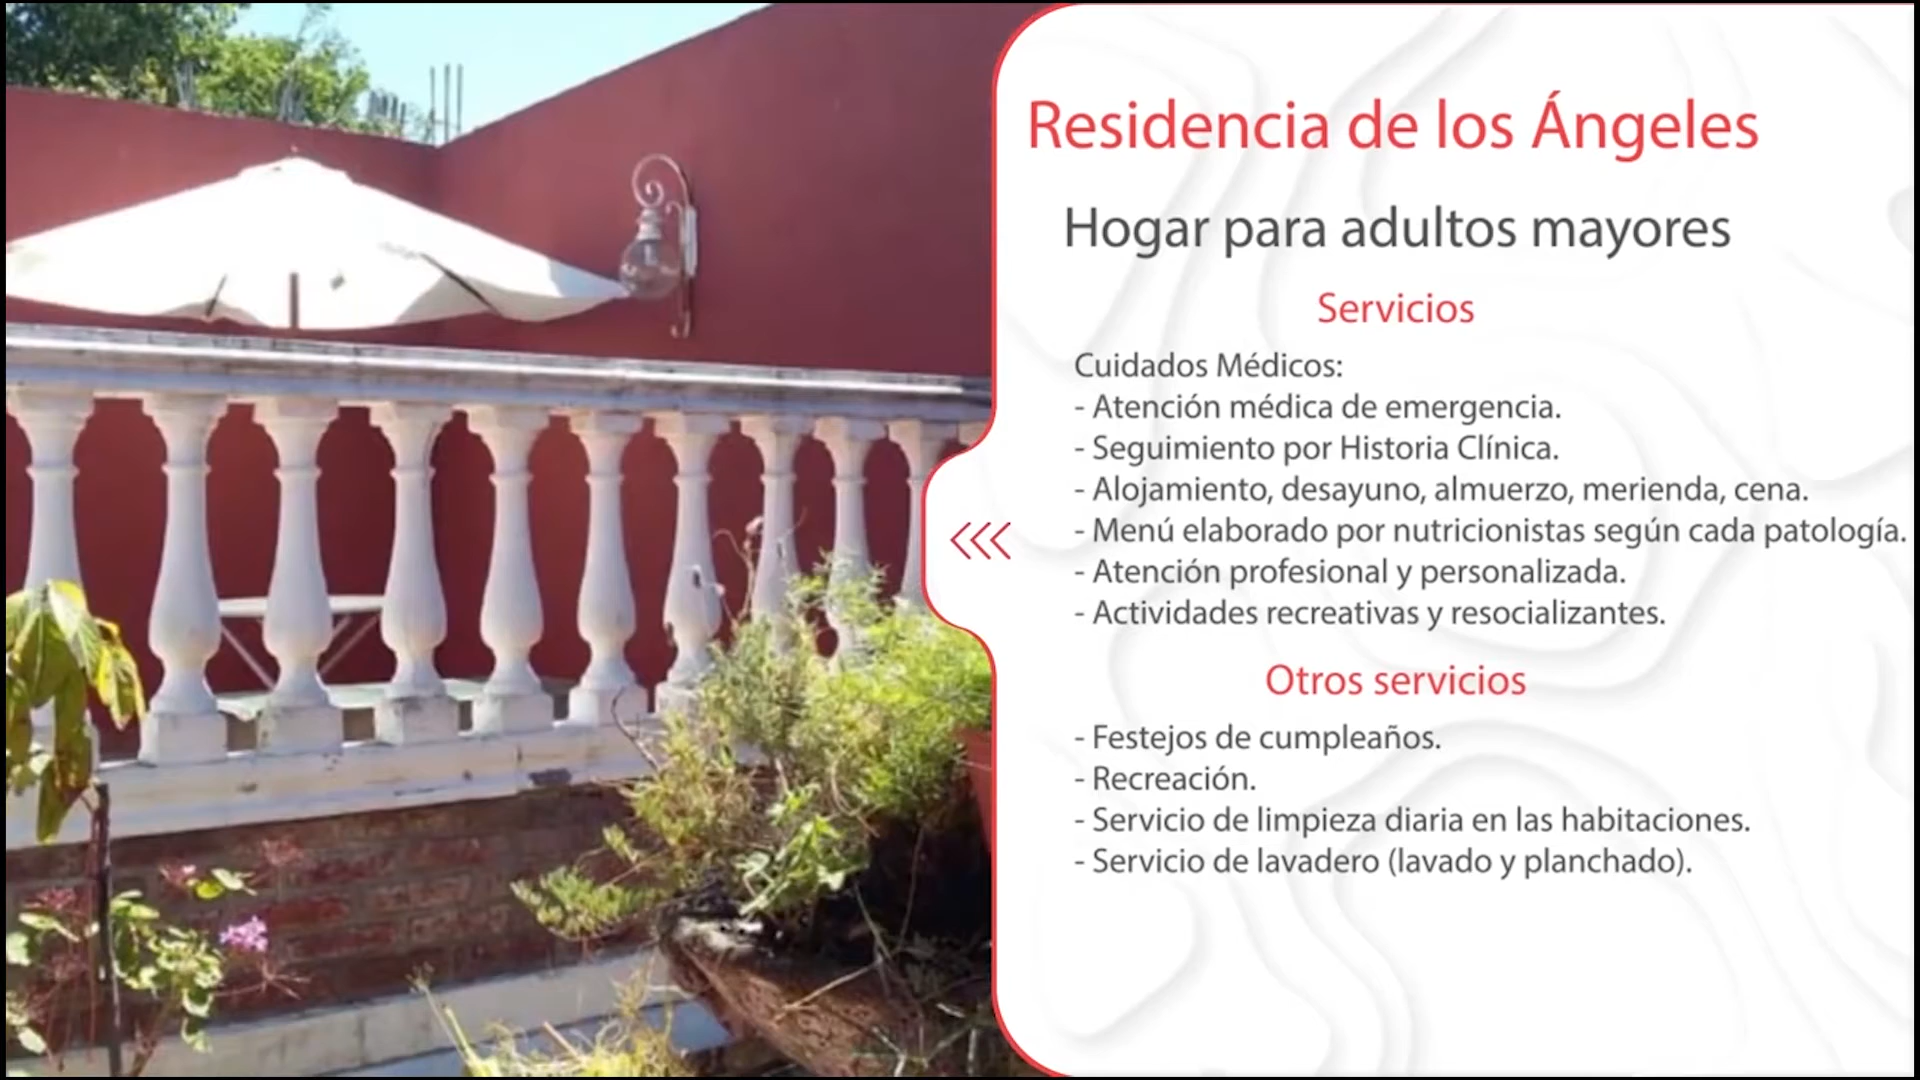 Residencia de los Ángeles
Hogar para adultos mayores
Servicios
Cuidados Médicos:
- Atención médica de emergencia.
- Seguimiento por Historia Clínica.
- Alojamiento, desayuno, almuerzo, merienda, cena.
- Menú elaborado por nutricionistas según cada patología.
- Atención profesional y personalizada.
- Actividades recreativas y resocializantes.
Otros servicios
- Festejos de cumpleaños.
- Recreación.
- Servicio de limpieza diaria en las habitaciones.
- Servicio de lavadero (lavado y planchado).